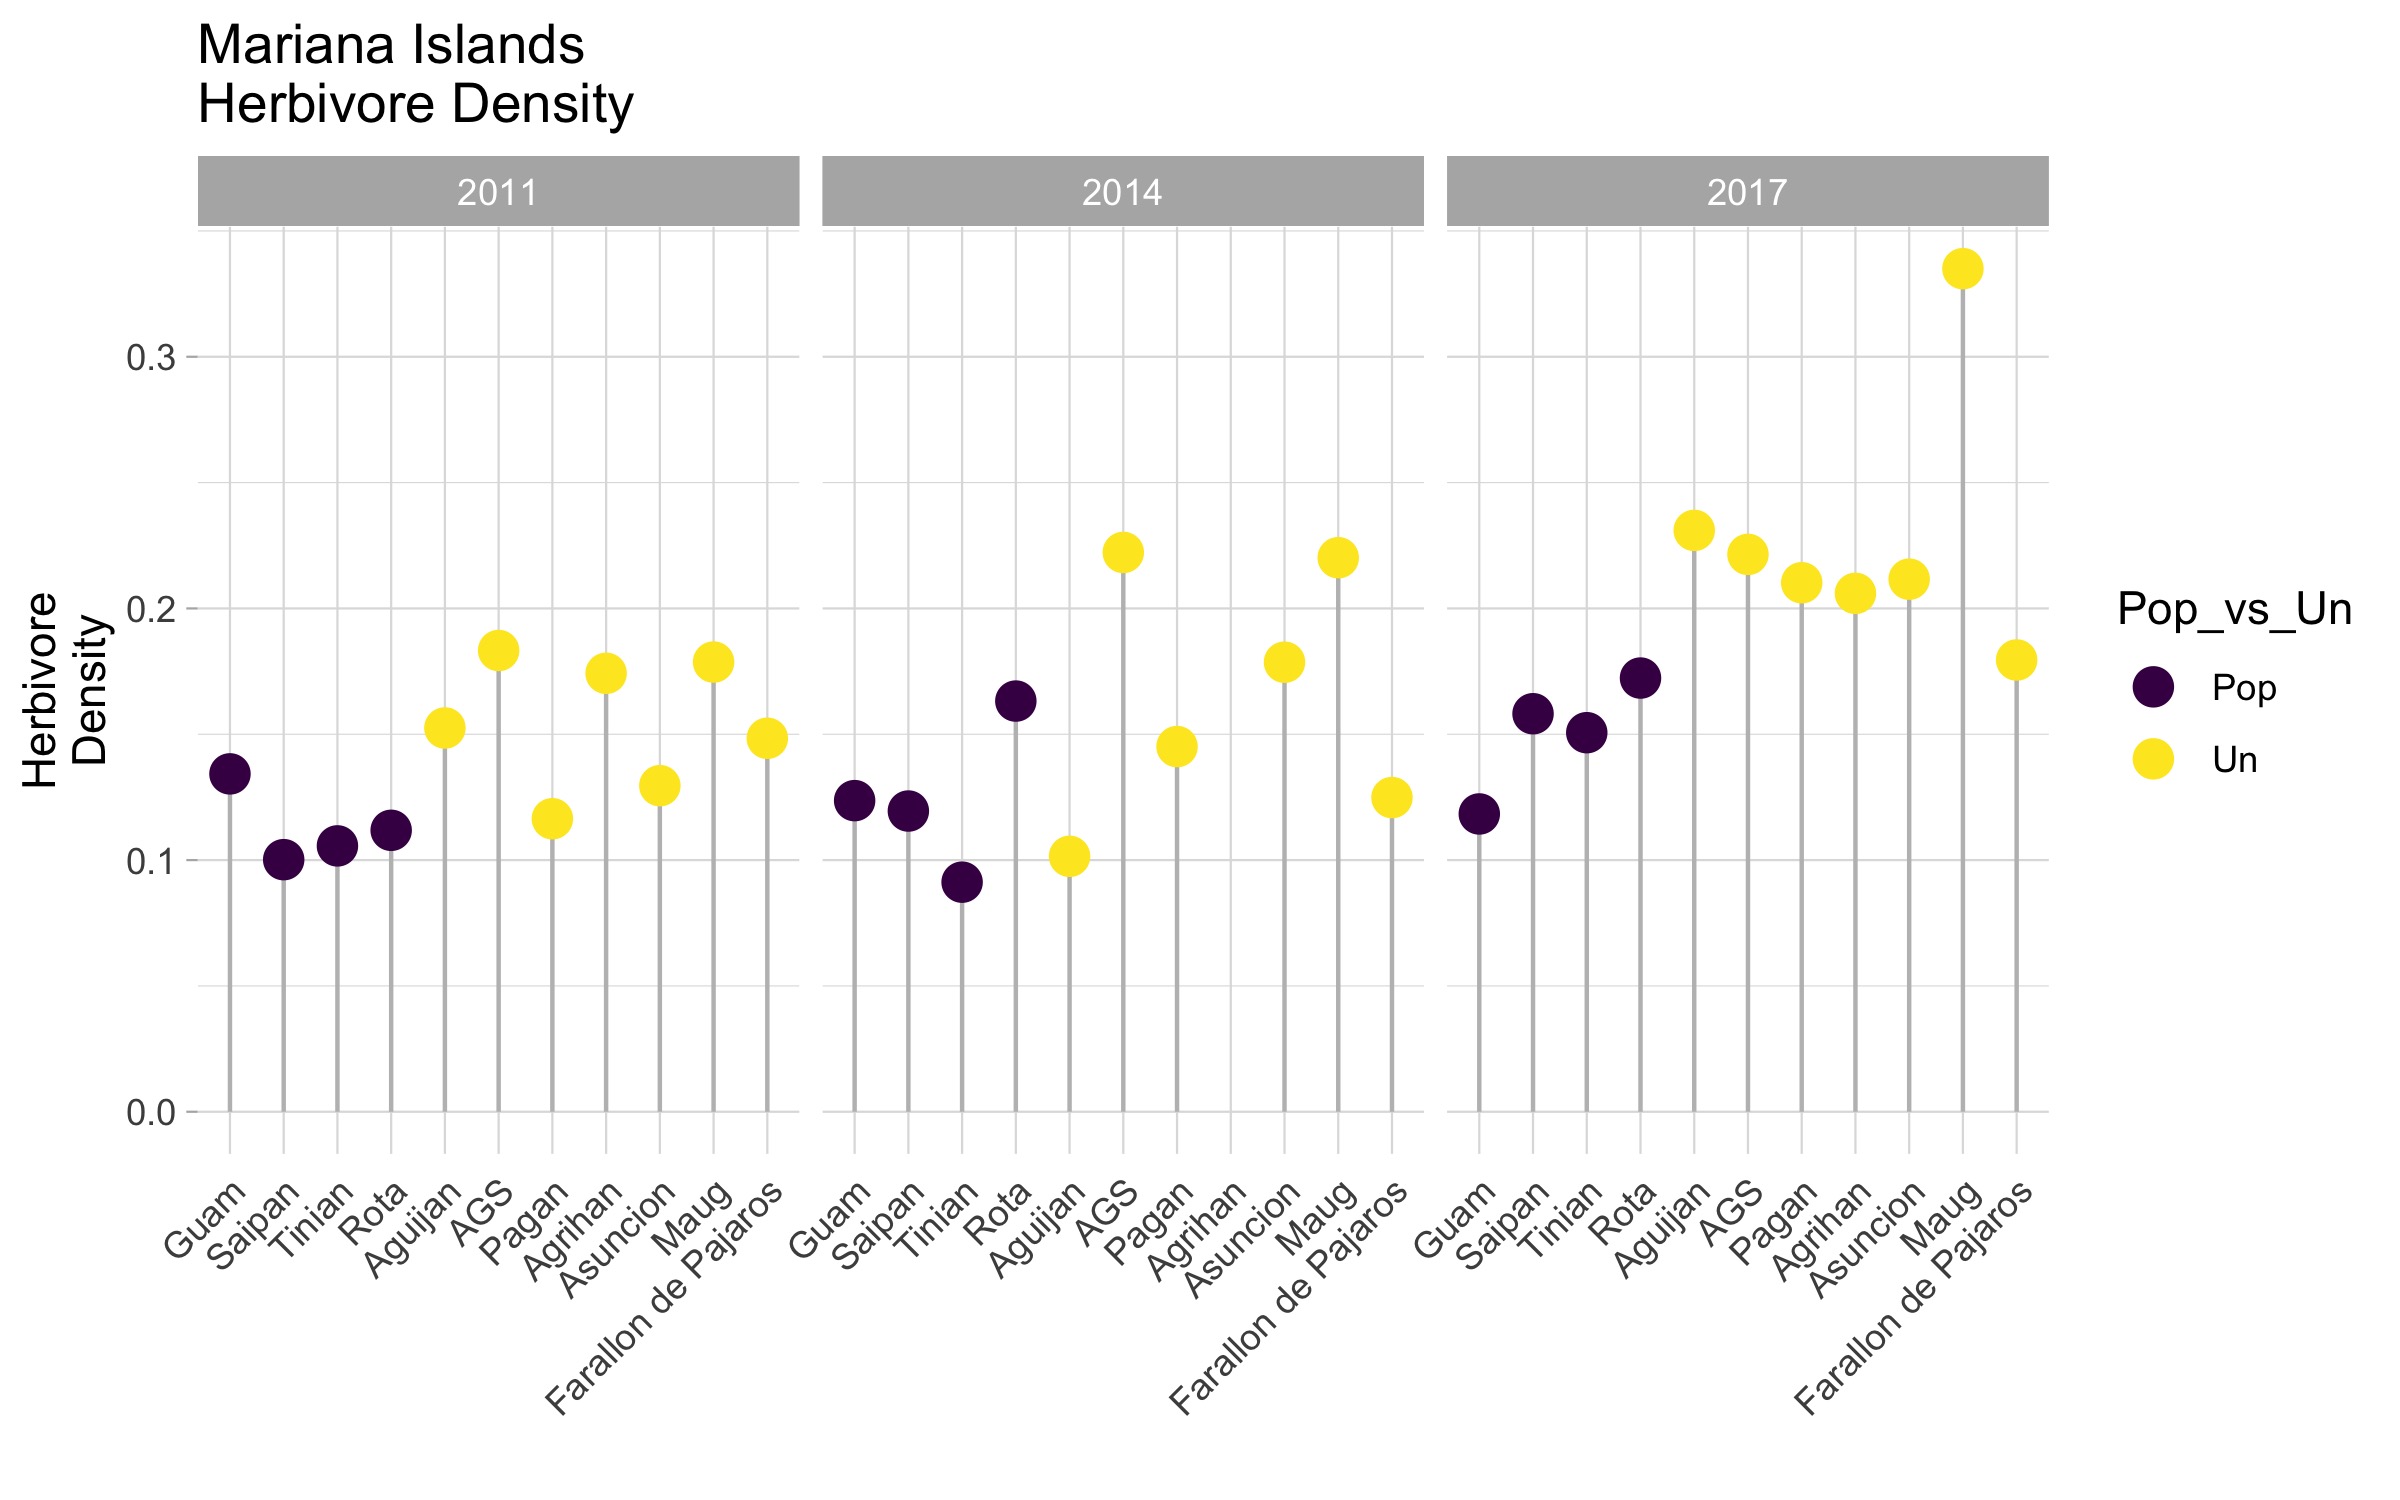 Mariana Islands
Herbivore Density
2011
2014
2017
Herbivore
Density
0.3
0.2
0.1
0.0
Guam
Saipan
Tinian
Rota
Aguijan
AGS
Pagan
Agrihan
Asuncion
Maug
Farallon de Pajaros
Guam
Saipan
Tinian
Rota
Aguijan
AGS
Pagan
Agrihan
Asuncion
Maug
Farallon de Pajaros
Guam
Saipan
Tinian
Rota
Aguijan
AGS
Pagan
Agrihan
Asuncion
Maug
Farallon de Pajaros
Pop_vs_Un
Pop
Un